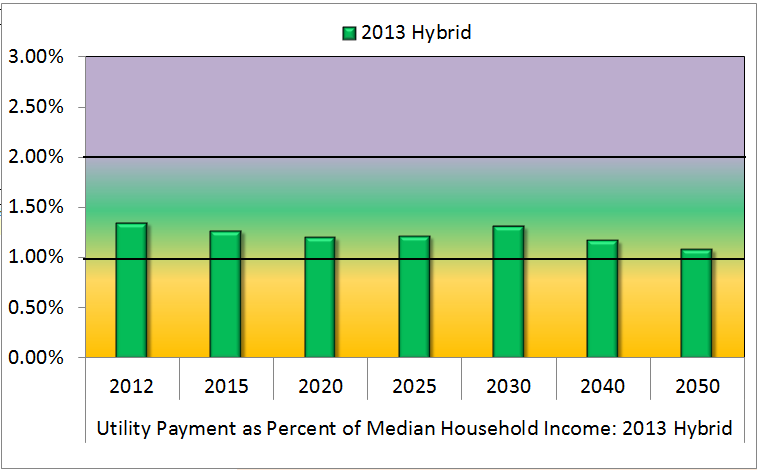 2013 Hybrid
3.00%
2.50%
2.00%
1.50%
1.00%
0.50%
0.00%
2012 2015 2020 2025 2030 2040 2050
Utility Payment as Percent of Median Household Income: 2013 Hybrid